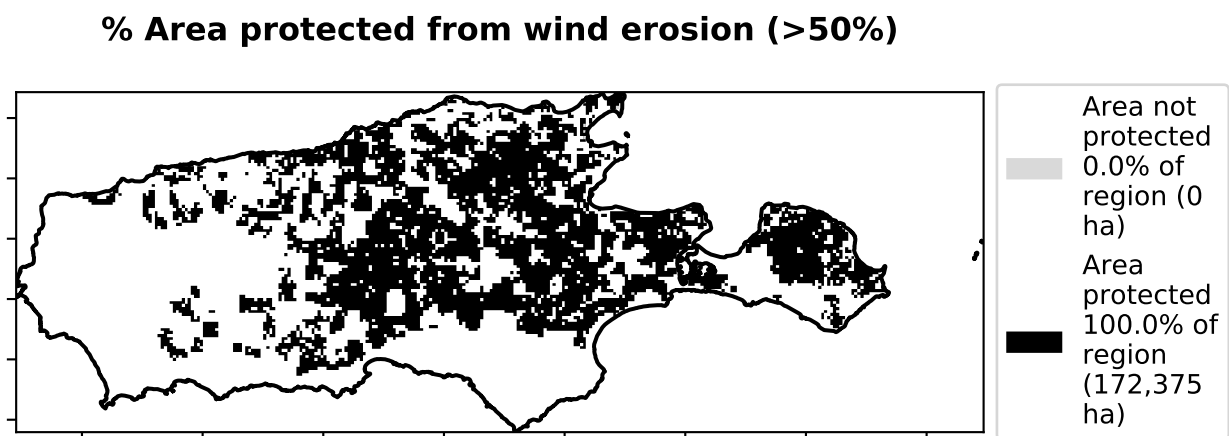 % Area protected from wind erosion (>50%)
Area not
protected
0.0% of
region (0
ha)
Area
protected
100.0% of
region
(172,375
ha)